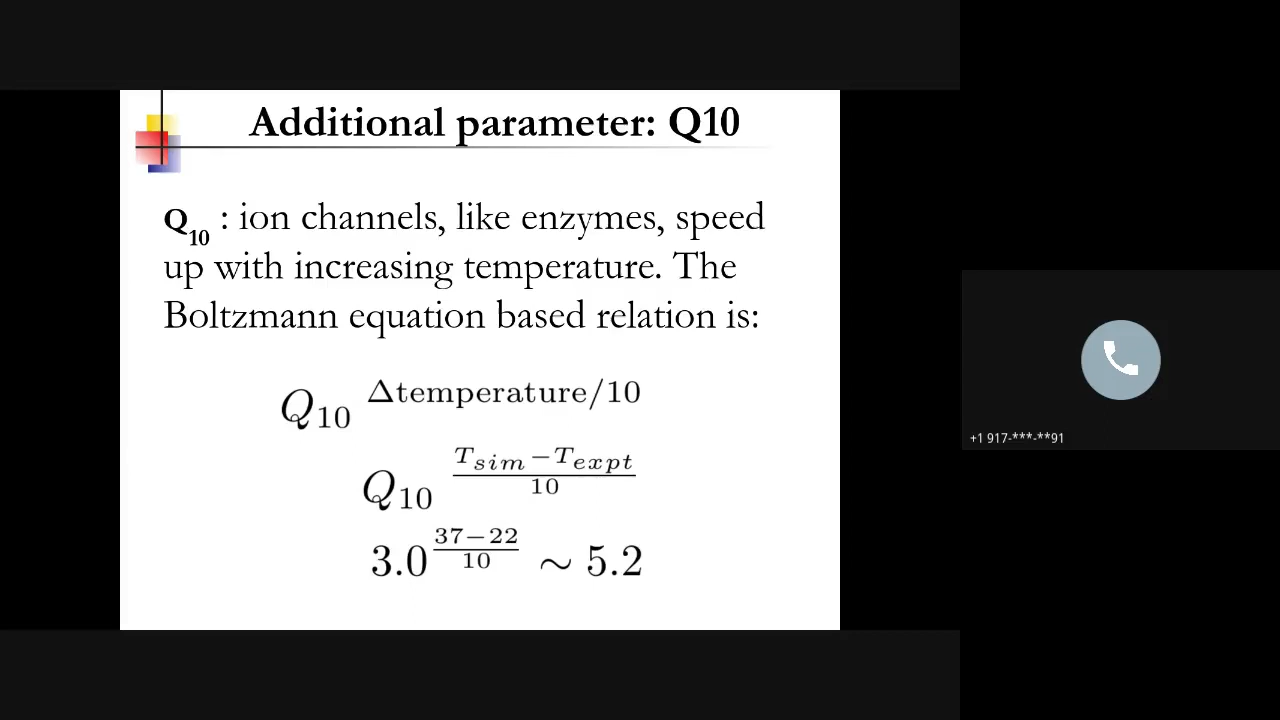 Additional parameter: Q10
Q10 : ion channels, like enzymes, speed
up with increasing temperature. The
Boltzmann equation based relation is:
Q10 Δtemperature/10
Q10 Tsim−Texpt/10
3.0 37−22/10 ∼ 5.2
+1 917-***-**91